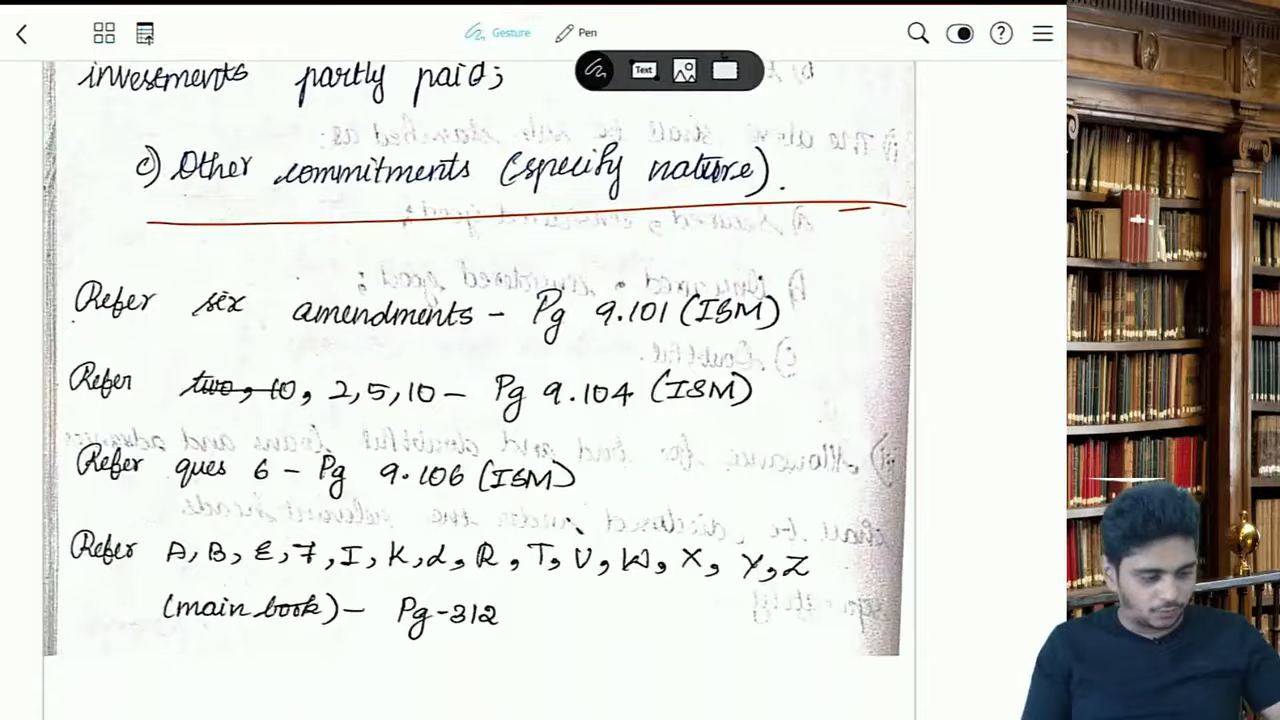 Gesture
Pen
Text
investments partly paid;
c) Other commitments (specify nature).
Refer six amendments - Pg 9.101 (ISM)
Refer two, 10, 2,5,10 - Pg 9.104 (ISM)
Refer ques 6 - Pg 9.106 (ISM)
Refer A, B, E, F, I, K, L, R, T, V, W, X, Y, Z
(main book) - Pg-312